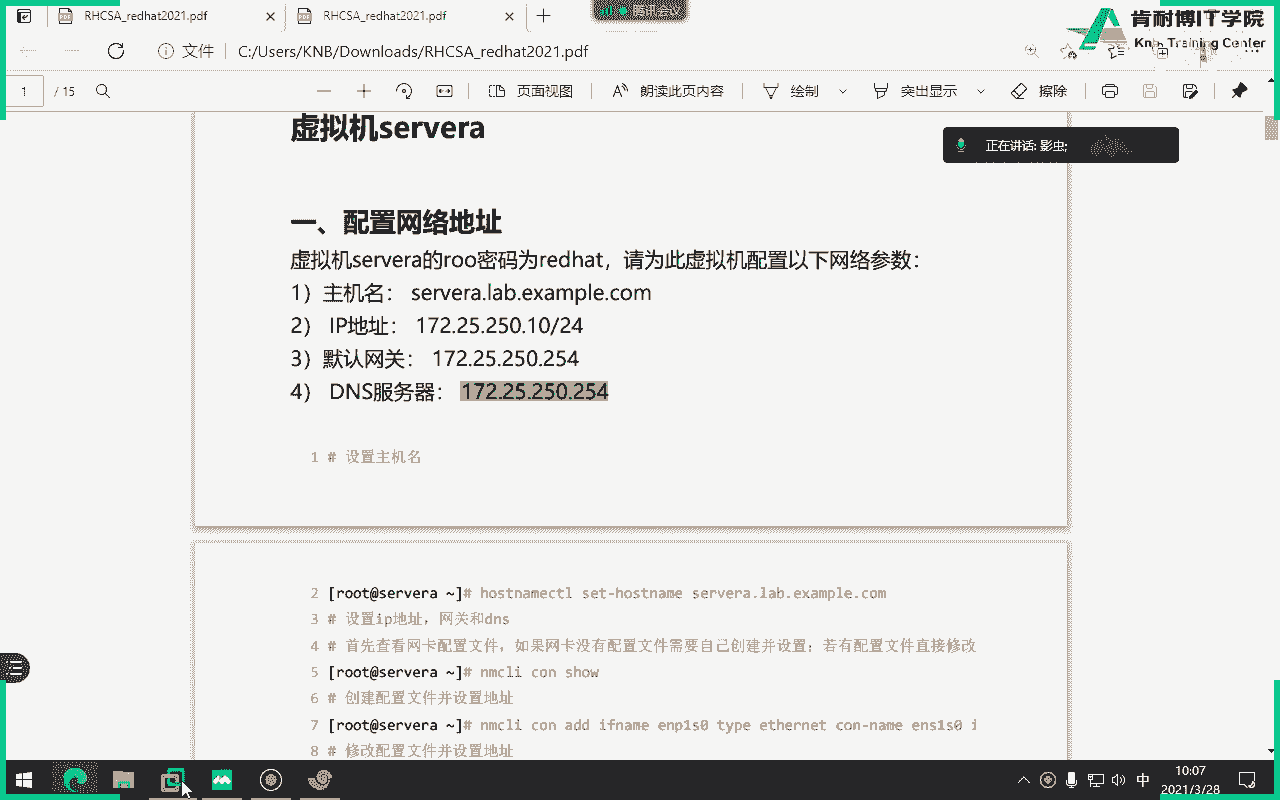 RHCSA_redhat2021.pdf
RHCSA_redhat2021.pdf
腾讯会议
肯耐博IT学院
Knb Training Center
文件
C:/Users/KNB/Downloads/RHCSA_redhat2021.pdf
1 / 15
页面视图
朗读此页内容
绘制
突出显示
擦除
正在讲话: 影虫;
虚拟机servera
一、配置网络地址
虚拟机servera的roo密码为redhat，请为此虚拟机配置以下网络参数：
1）主机名： servera.lab.example.com
2） IP地址： 172.25.250.10/24
3）默认网关： 172.25.250.254
4） DNS服务器： 172.25.250.254
1 # 设置主机名
2 [root@servera ~]# hostnamectl set-hostname servera.lab.example.com
3 # 设置ip地址，网关和dns
4 # 首先查看网卡配置文件，如果网卡没有配置文件需要自己创建并设置；若有配置文件直接修改
5 [root@servera ~]# nmcli con show
6 # 创建配置文件并设置地址
7 [root@servera ~]# nmcli con add ifname enp1s0 type ethernet con-name ens1s0 i
8 # 修改配置文件并设置地址
中
10:07
2021/3/28